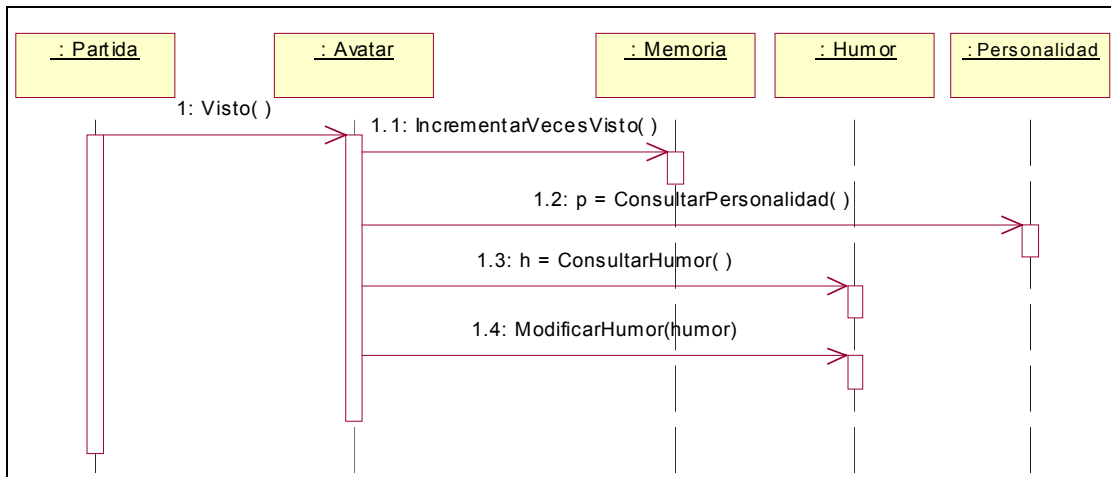 : Partida
: Avatar
: Memoria
: Humor
: Personalidad
1: Visto( )
1.1: IncrementarVecesVisto( )
1.2: p = ConsultarPersonalidad( )
1.3: h = ConsultarHumor( )
1.4: ModificarHumor(humor)